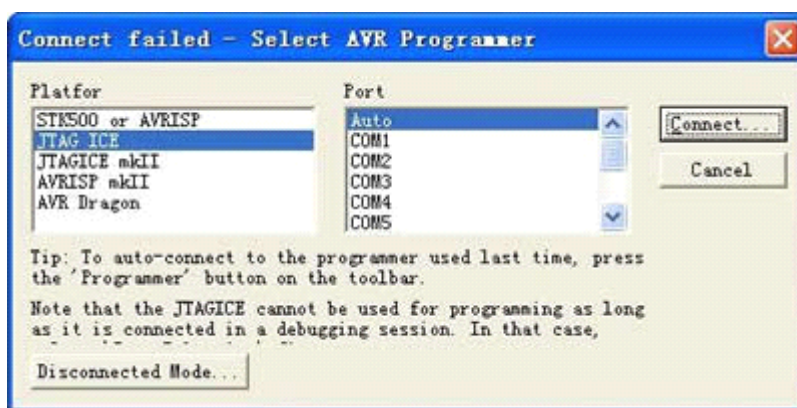 Connect failed - Select AVR Programmer
Platfor
Port
STK500 or AVRISP
JTAG ICE
JTAGICE mkII
AVRISP mkII
AVR Dragon
Auto
COM1
COM2
COM3
COM4
COM5
Connect...
Cancel
Tip: To auto-connect to the programmer used last time, press
the 'Programmer' button on the toolbar.
Note that the JTAGICE cannot be used for programming as long
as it is connected in a debugging session. In that case,
Disconnected Mode...